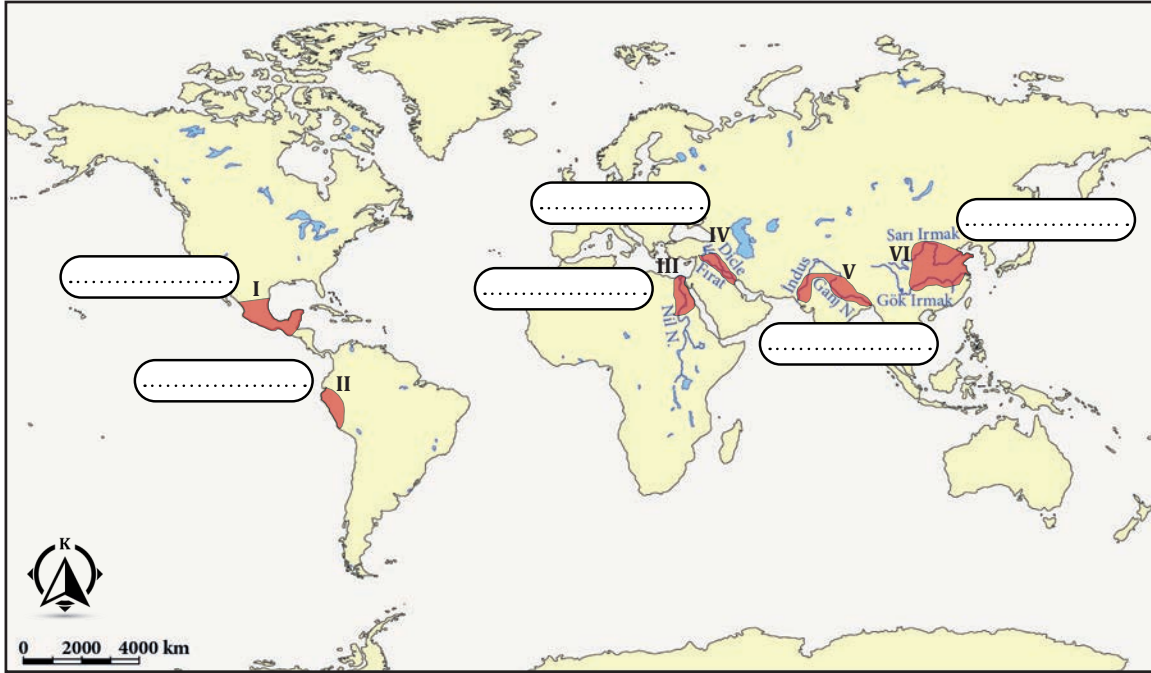 ....................
IV
....................
Sarı Irmak
VI
III
Dicle
Fırat
İndus
V
Ganj N.
Gök Irmak
....................
I
....................
Nil N.
....................
....................
II
K
0 2000 4000 km